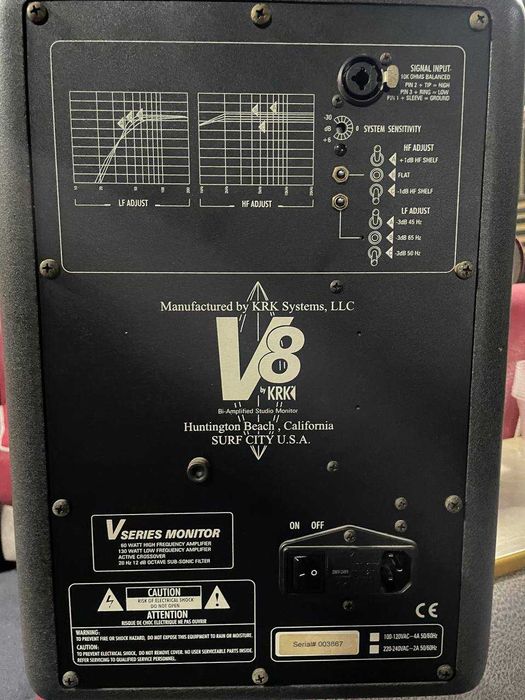 SIGNAL INPUT
10K OHMS BALANCED
PIN 2 + TIP = HIGH
PIN 3 + RING = LOW
PIN 1 + SLEEVE = GROUND
-30
dB
+6
0
SYSTEM SENSITIVITY
HF ADJUST
+1dB HF SHELF
FLAT
-1dB HF SHELF
LF ADJUST
-3dB 45 Hz
-3dB 65 Hz
-3dB 50 Hz
LF ADJUST
HF ADJUST
Manufactured by KRK Systems, LLC
V8
by KRK
Bi-Amplified Studio Monitor
Huntington Beach, California
SURF CITY U.S.A.
V SERIES MONITOR
60 WATT HIGH FREQUENCY AMPLIFIER
130 WATT LOW FREQUENCY AMPLIFIER
ACTIVE CROSSOVER
20 Hz 12 dB OCTAVE SUB-SONIC FILTER
ON OFF
CAUTION
RISK OF ELECTRICAL SHOCK
DO NOT OPEN
ATTENTION
RISQUE DE CHOC ELECTRIQUE NE PAS OUVRIR
WARNING:
TO PREVENT FIRE OR SHOCK HAZARD, DO NOT EXPOSE THIS EQUIPMENT TO RAIN OR MOISTURE.
CAUTION:
TO PREVENT ELECTRICAL SHOCK, DO NOT REMOVE COVER. NO USER SERVICEABLE PARTS INSIDE.
REFER SERVICING TO QUALIFIED SERVICE PERSONNEL.
Serial# 003867
CE
100-120VAC—4A 50/60Hz
220-240VAC—2A 50/60Hz